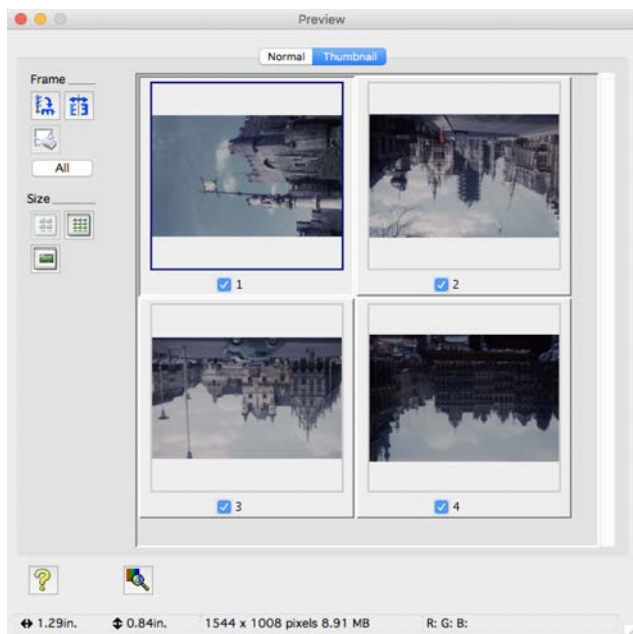 Preview
Normal Thumbnail
Frame
All
Size
1
2
3
4
1.29in. 0.84in. 1544 x 1008 pixels 8.91 MB R: G: B: